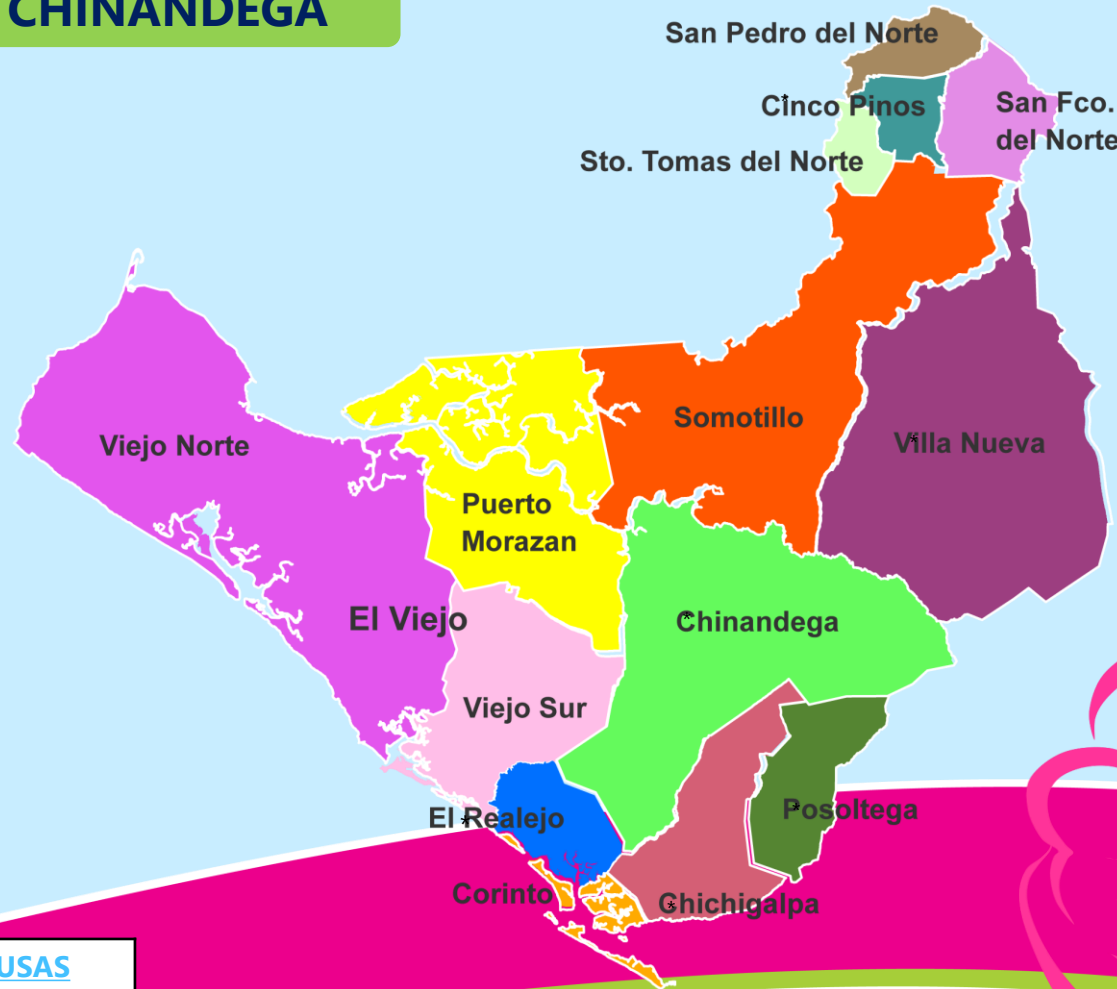 CHINANDEGA
San Pedro del Norte
Cinco Pinos
San Fco.
del Norte
Sto. Tomas del Norte
Somotillo
Villa Nueva
Viejo Norte
Puerto
Morazan
El Viejo
Chinandega
Viejo Sur
El Realejo
Posoltega
Corinto
Ghichigalpa
USAS